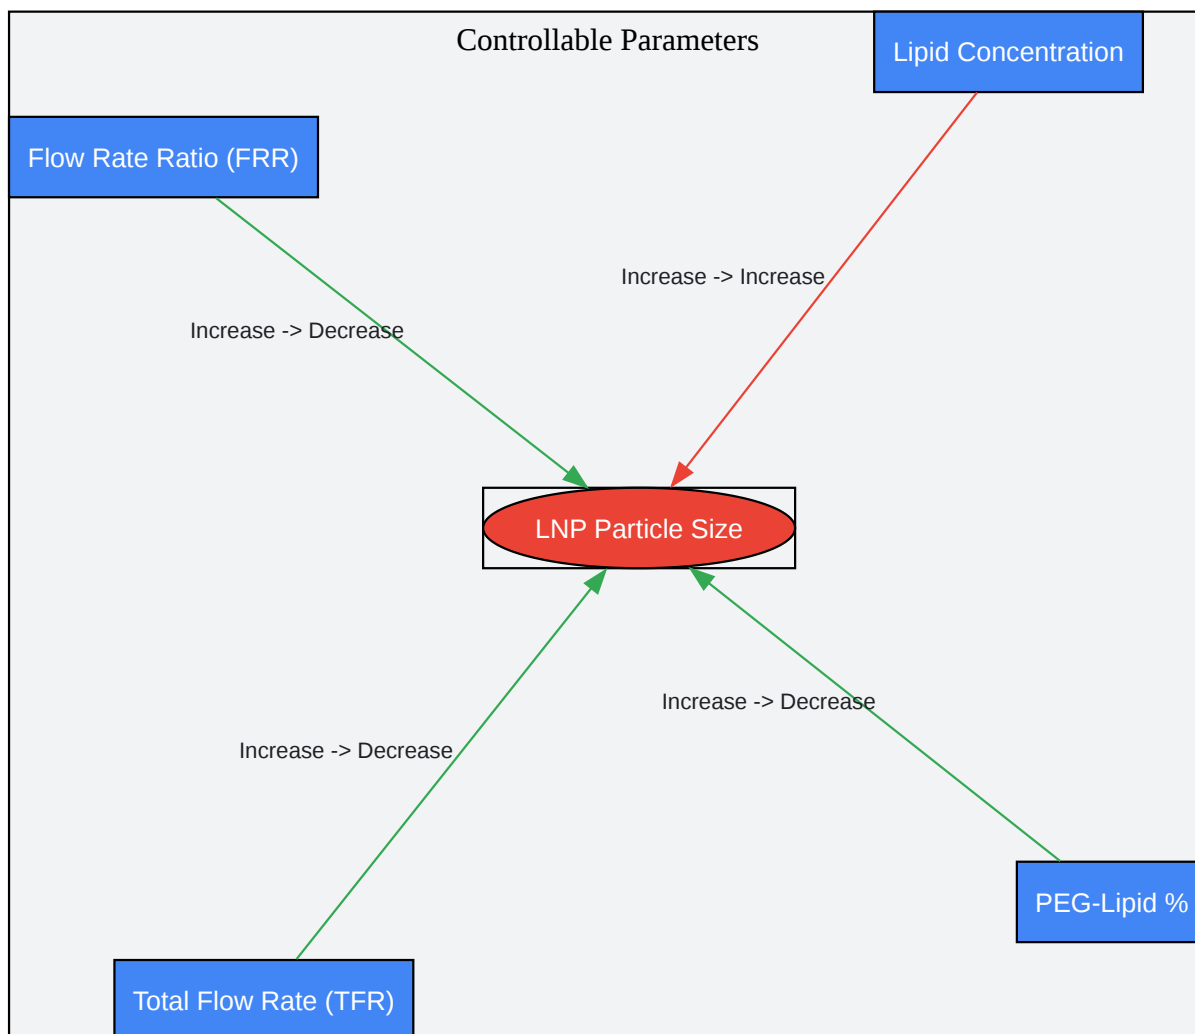 Controllable Parameters
Lipid Concentration
Flow Rate Ratio (FRR)
Increase -> Increase
Increase -> Decrease
LNP Particle Size
Increase -> Decrease
Increase -> Decrease
PEG-Lipid %
Total Flow Rate (TFR)